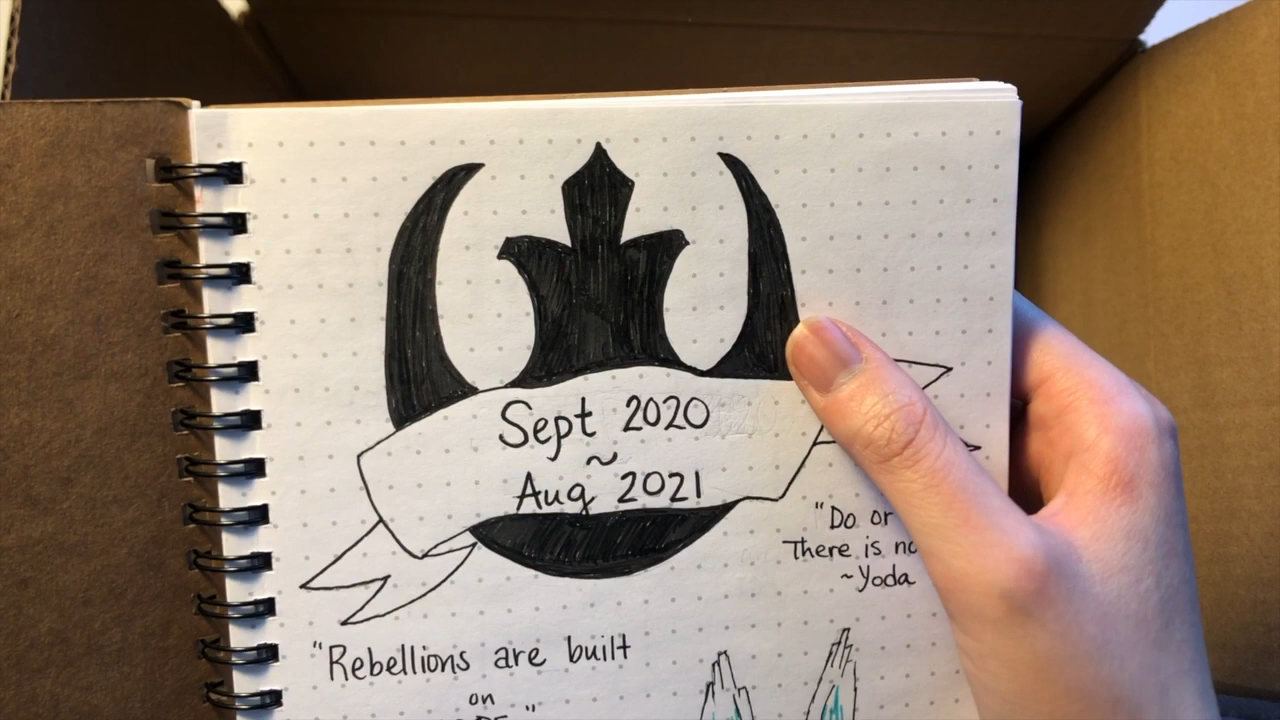 Sept 2020
~
Aug 2021
"Do or
There is no
~Yoda
"Rebellions are built
on